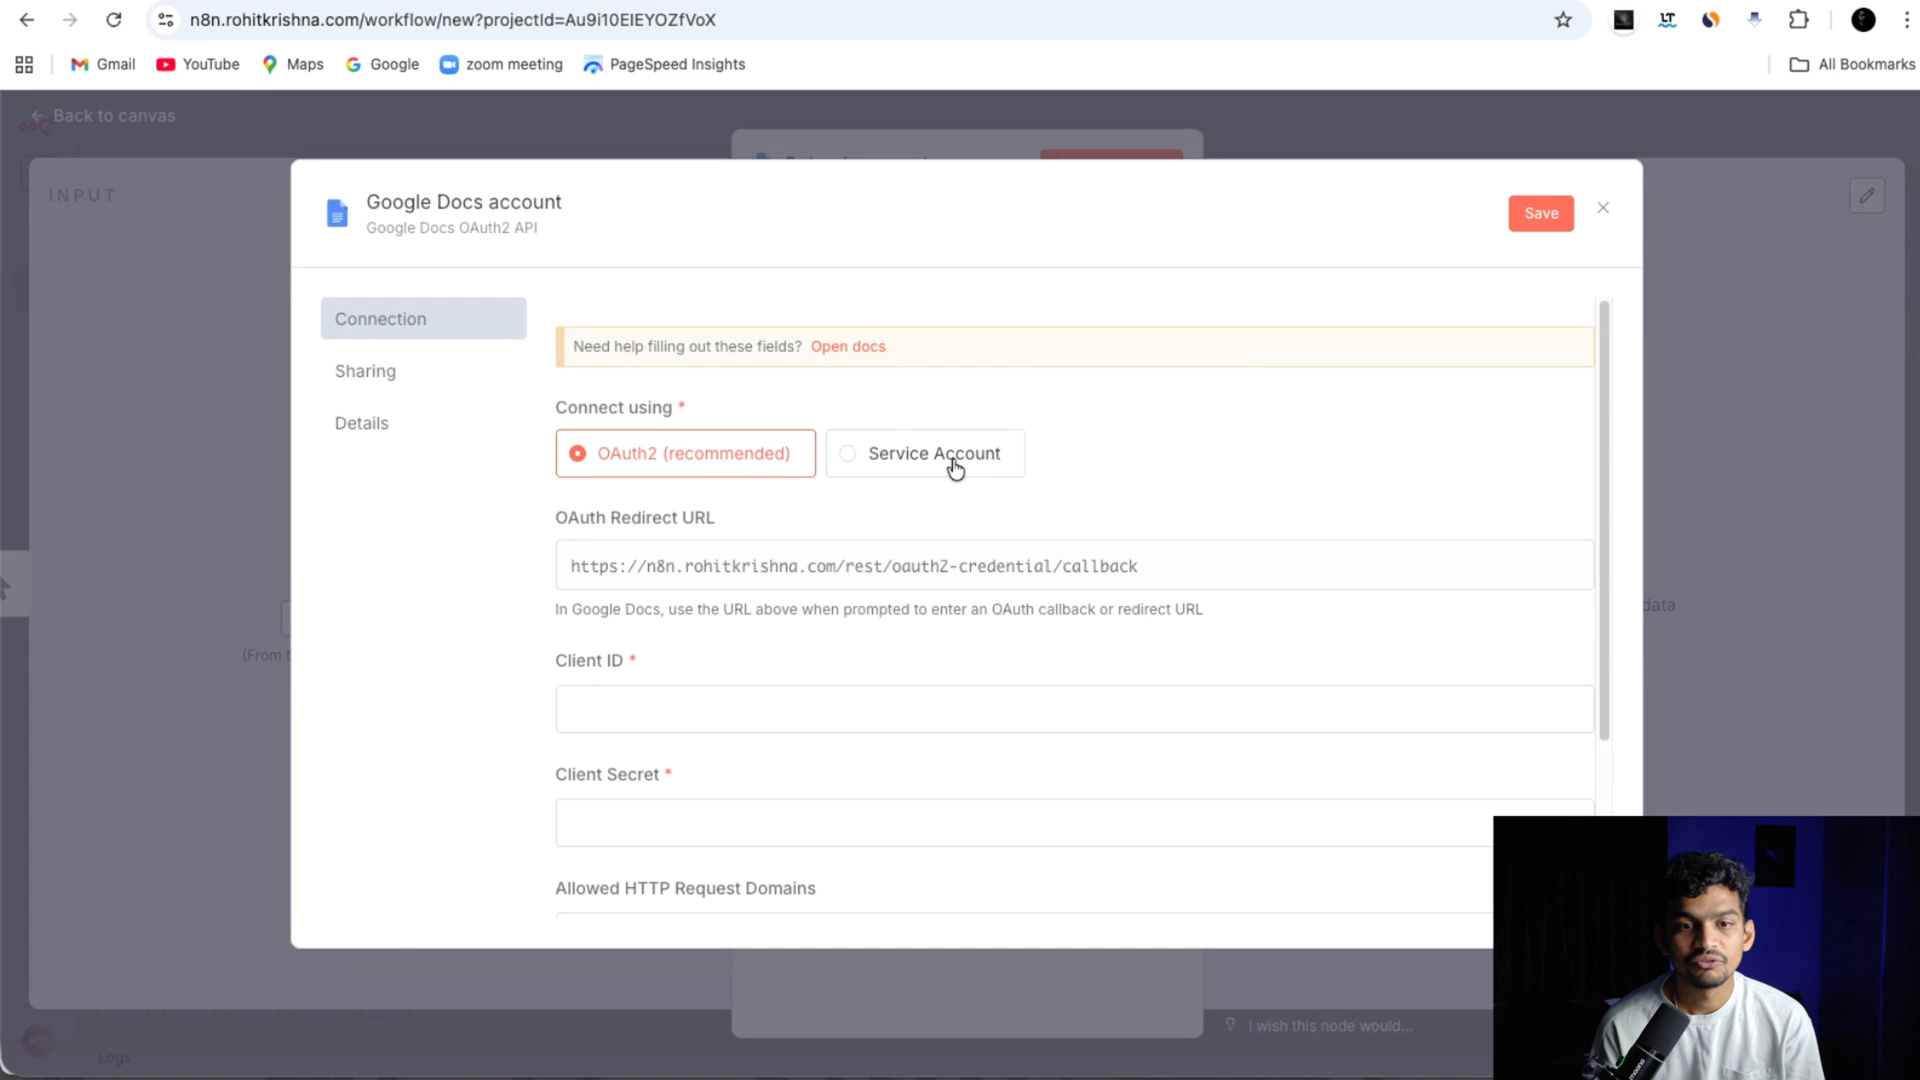 n8n.rohitkrishna.com/workflow/new?projectId=Au9i10EIEYOZfVoX
Gmail
YouTube
Maps
Google
zoom meeting
PageSpeed Insights
All Bookmarks
Back to canvas
INPUT
Google Docs account
Google Docs OAuth2 API
Save
Connection
Sharing
Details
Need help filling out these fields? Open docs
Connect using *
OAuth2 (recommended)
Service Account
OAuth Redirect URL
https://n8n.rohitkrishna.com/rest/oauth2-credential/callback
In Google Docs, use the URL above when prompted to enter an OAuth callback or redirect URL
data
(From t
Client ID *
Client Secret *
Allowed HTTP Request Domains
I wish this node would...
Logs